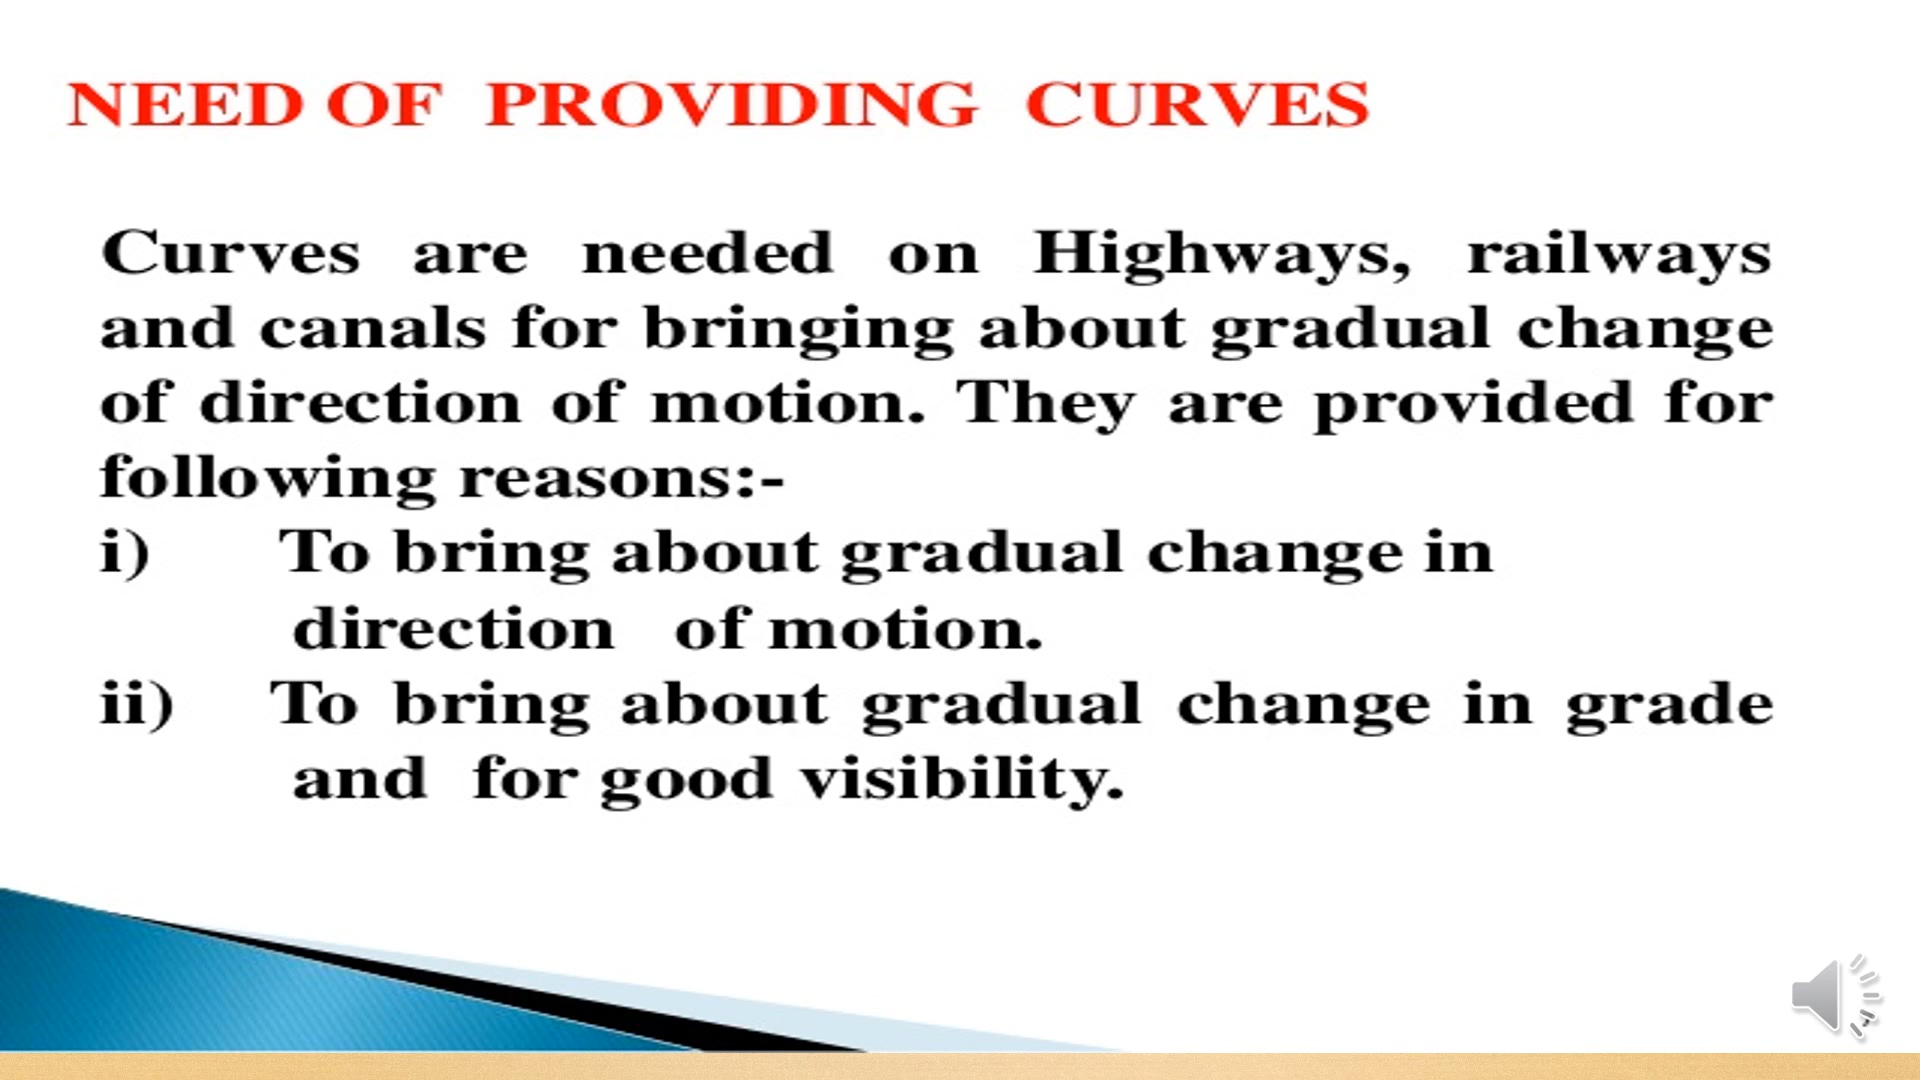 NEED OF PROVIDING CURVES
Curves are needed on Highways, railways
and canals for bringing about gradual change
of direction of motion. They are provided for
following reasons:-
i) To bring about gradual change in
direction of motion.
ii) To bring about gradual change in grade
and for good visibility.